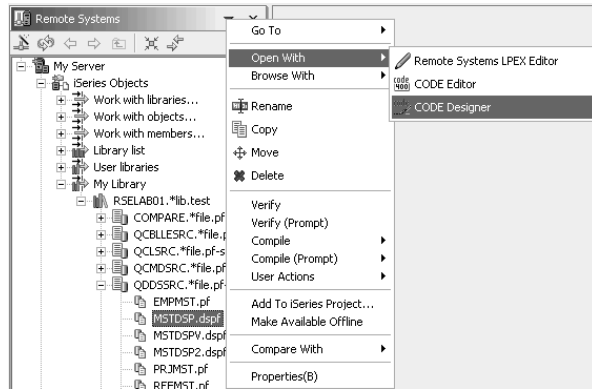 Remote Systems
My Server
iSeries Objects
Work with libraries...
Work with objects...
Work with members...
Library list
User libraries
My Library
RSELAB01.*lib.test
COMPARE.*file.pf
QCBLLESRC.*file.p
QCLSRC.*file.pf-s
QCMDSRC.*file.pf
QDDSSRC.*file.pf-
EMPMST.pf
MSTDSP.dspf
MSTDSPV.dspf
MSTDSP2.dspf
PRJMST.pf
REFMST.pf
Go To
Open With
Browse With
Rename
Copy
Move
Delete
Verify
Verify (Prompt)
Compile
Compile (Prompt)
User Actions
Add To iSeries Project...
Make Available Offline
Compare With
Properties(B)
Remote Systems LPEX Editor
code
400
CODE Editor
CODE Designer